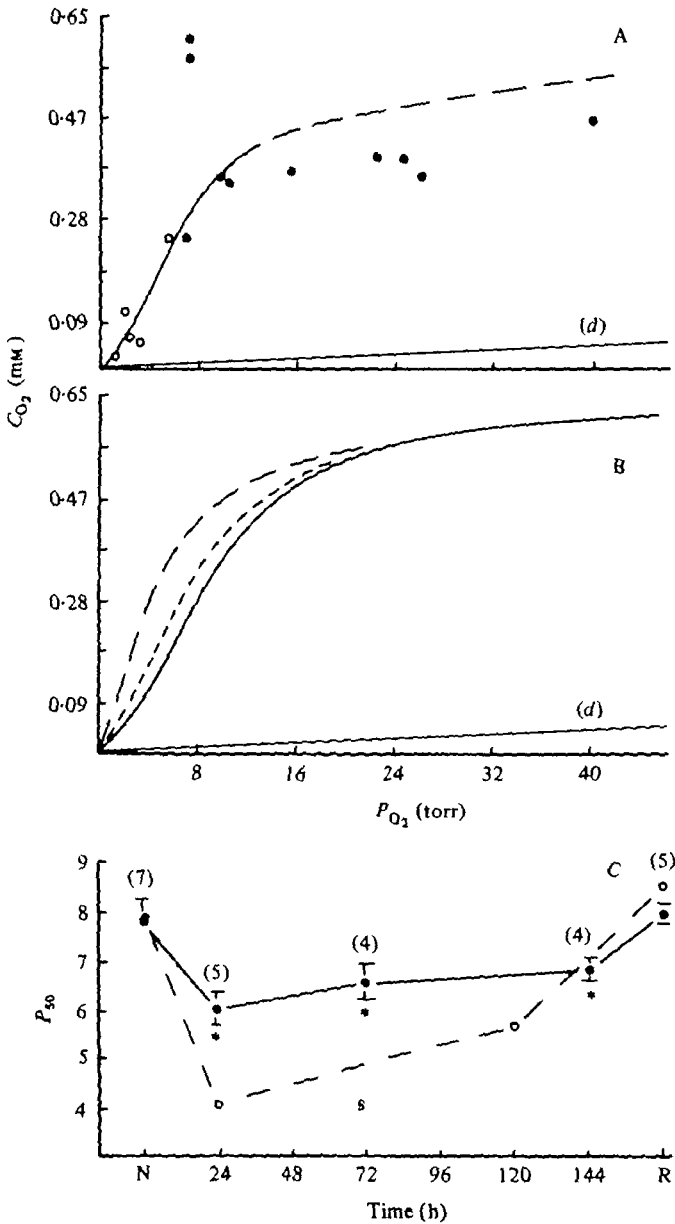 0·65
A
0·47
0·28
0·09
(d)
C_O₂ (mM)
0·65
B
0·47
0·28
0·09
(d)
8 16 24 32 40
P_O₂ (torr)
9
8
7
6
5
4
P₅₀
(7)
(5)
(4)
(4)
(5)
C
*
*
*
s
N 24 48 72 96 120 144 R
Time (h)